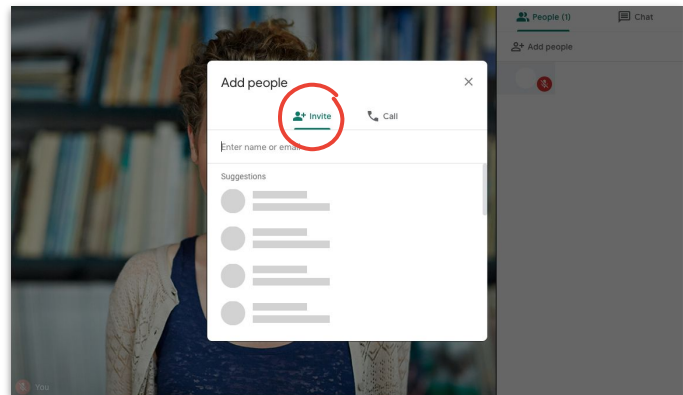 People (1)
Chat
Add people
Add people
Invite
Call
Enter name or email
Suggestions
You